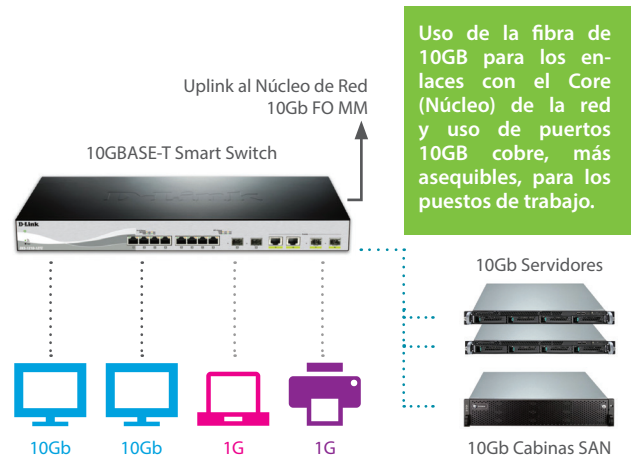 Uso de la fibra de
10GB para los en-
laces con el Core
(Núcleo) de la red
y uso de puertos
10GB cobre, más
asequibles, para los
puestos de trabajo.
Uplink al Núcleo de Red
10Gb FO MM
10GBASE-T Smart Switch
D-Link
10Gb Servidores
10Gb
10Gb
1G
1G
10Gb Cabinas SAN